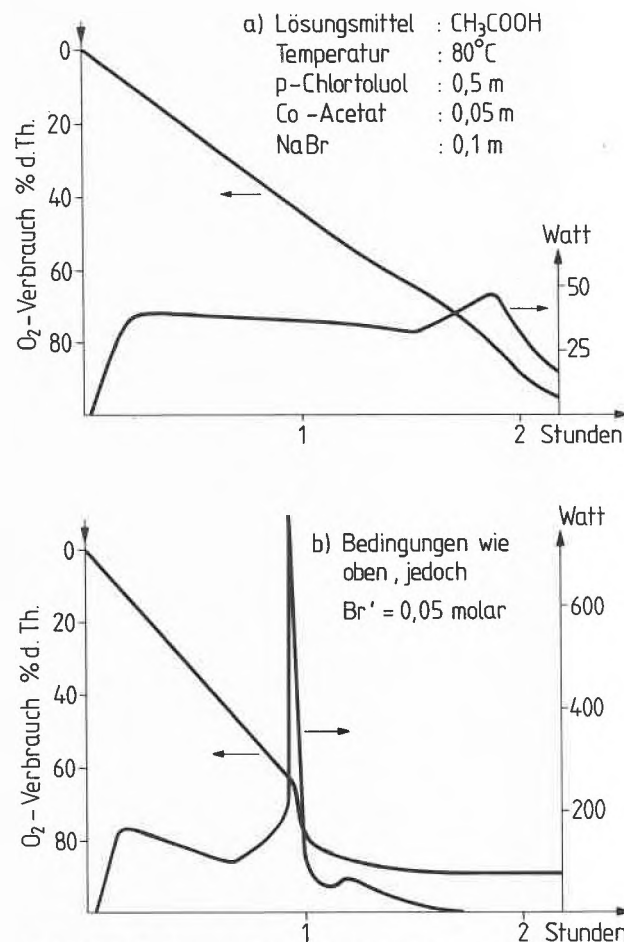 a) Lösungsmittel : CH₃COOH
Temperatur : 80°C
p-Chlortoluol : 0,5 m
Co-Acetat : 0,05 m
NaBr : 0,1 m
O₂-Verbrauch % d. Th.
0
20
40
60
80
Watt
50
25
1
2
Stunden
b) Bedingungen wie
oben, jedoch
Br' = 0,05 molar
O₂-Verbrauch % d. Th.
0
20
40
60
80
Watt
600
400
200
1
2
Stunden